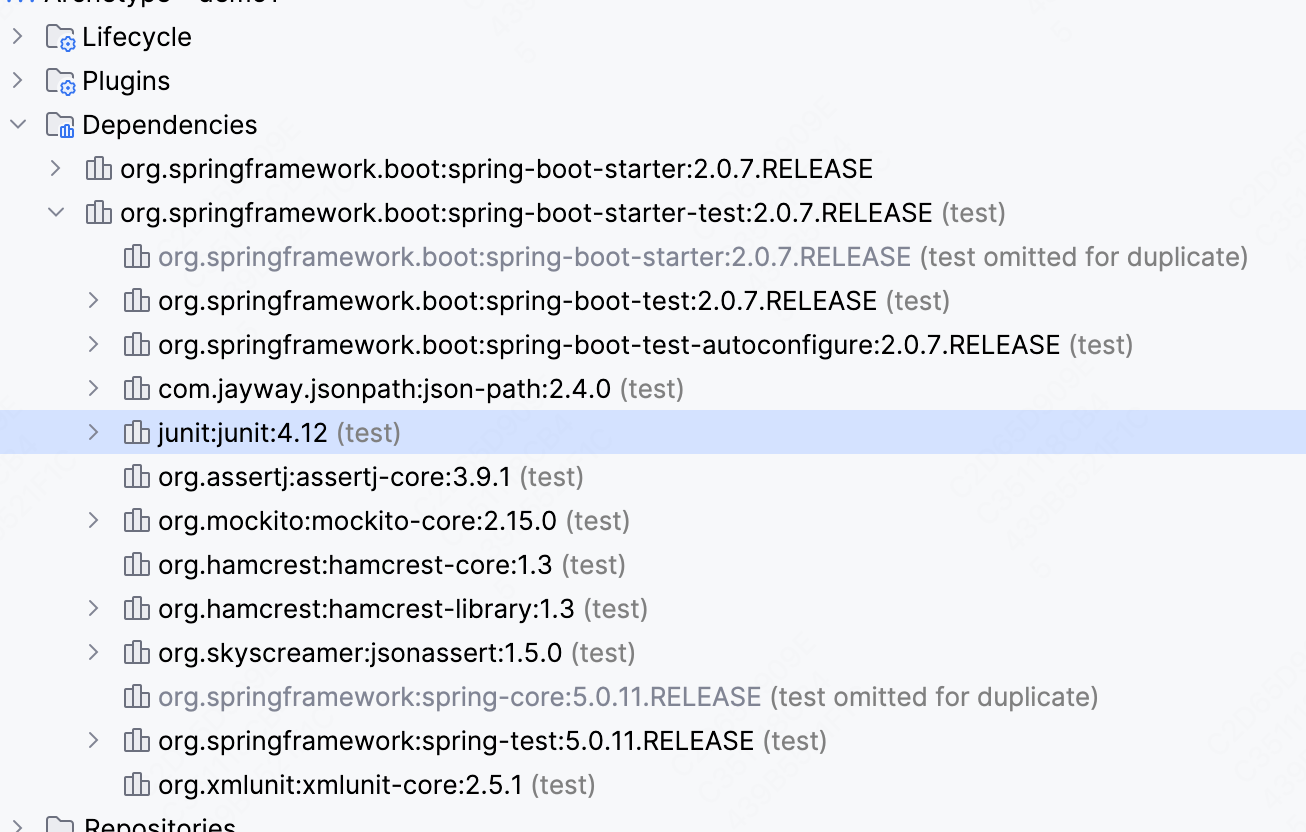 Lifecycle
Plugins
Dependencies
org.springframework.boot:spring-boot-starter:2.0.7.RELEASE
org.springframework.boot:spring-boot-starter-test:2.0.7.RELEASE (test)
org.springframework.boot:spring-boot-starter:2.0.7.RELEASE (test omitted for duplicate)
org.springframework.boot:spring-boot-test:2.0.7.RELEASE (test)
org.springframework.boot:spring-boot-test-autoconfigure:2.0.7.RELEASE (test)
com.jayway.jsonpath:json-path:2.4.0 (test)
junit:junit:4.12 (test)
org.assertj:assertj-core:3.9.1 (test)
org.mockito:mockito-core:2.15.0 (test)
org.hamcrest:hamcrest-core:1.3 (test)
org.hamcrest:hamcrest-library:1.3 (test)
org.skyscreamer:jsonassert:1.5.0 (test)
org.springframework:spring-core:5.0.11.RELEASE (test omitted for duplicate)
org.springframework:spring-test:5.0.11.RELEASE (test)
org.xmlunit:xmlunit-core:2.5.1 (test)
Repositories